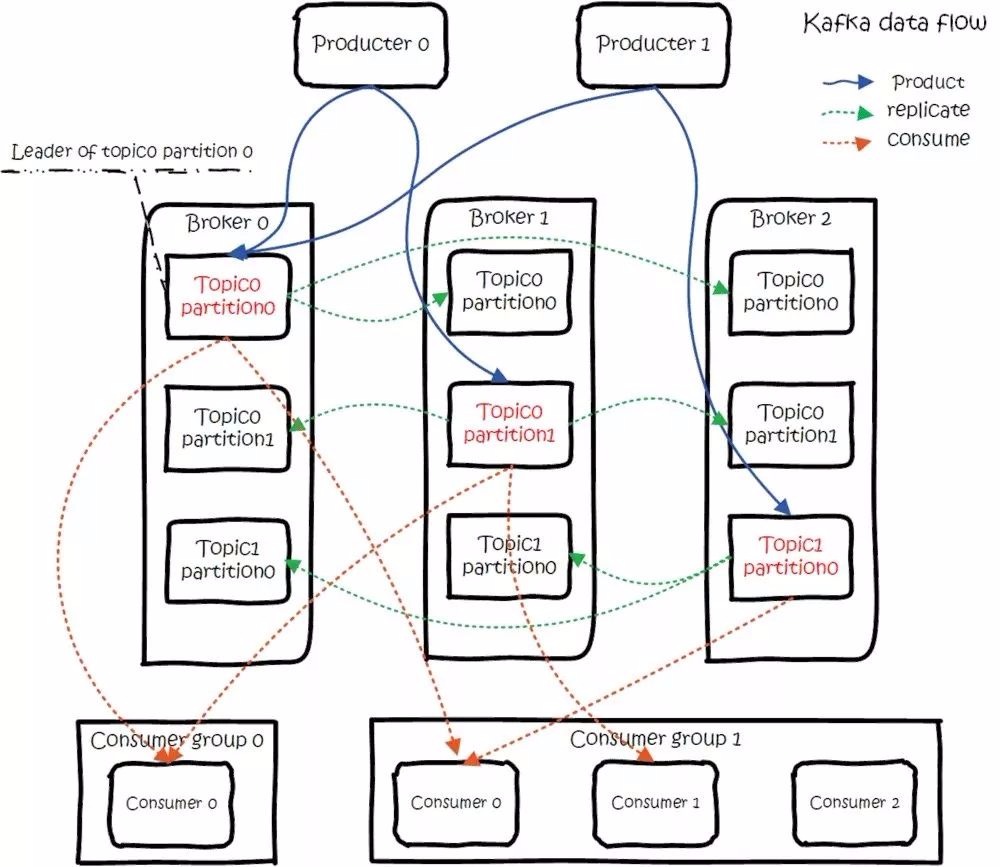 Producter 0
Producter 1
Kafka data flow
Product
replicate
consume
Leader of topico partition 0
Broker 0
Broker 1
Broker 2
Topico
partition0
Topico
partition0
Topico
partition0
Topico
partition1
Topico
partition1
Topico
partition1
Topic1
partition0
Topic1
partition0
Topic1
partition0
Consumer group 0
Consumer group 1
Consumer 0
Consumer 0
Consumer 1
Consumer 2